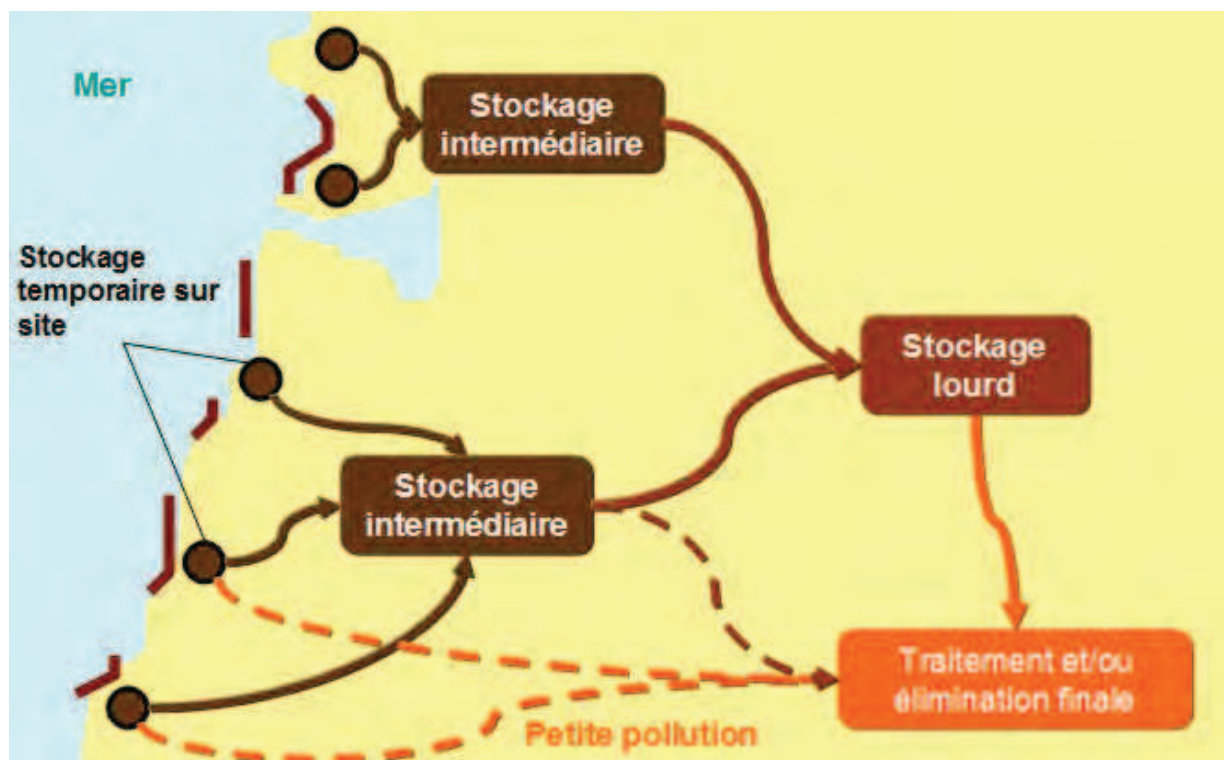 Mer
Stockage
intermédiaire
Stockage
temporaire sur
site
Stockage
lourd
Stockage
intermédiaire
Traitement et/ou
élimination finale
Petite pollution